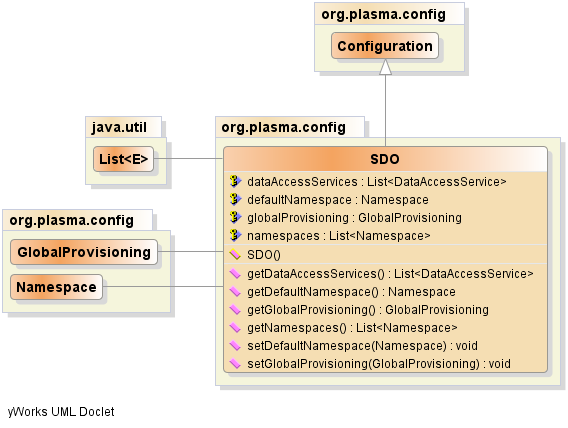 org.plasma.config
Configuration
java.util
List<E>
org.plasma.config
SDO
dataAccessServices : List<DataAccessService>
defaultNamespace : Namespace
globalProvisioning : GlobalProvisioning
namespaces : List<Namespace>
SDO()
getDataAccessServices() : List<DataAccessService>
getDefaultNamespace() : Namespace
getGlobalProvisioning() : GlobalProvisioning
getNamespaces() : List<Namespace>
setDefaultNamespace(Namespace) : void
setGlobalProvisioning(GlobalProvisioning) : void
org.plasma.config
GlobalProvisioning
Namespace
yWorks UML Doclet